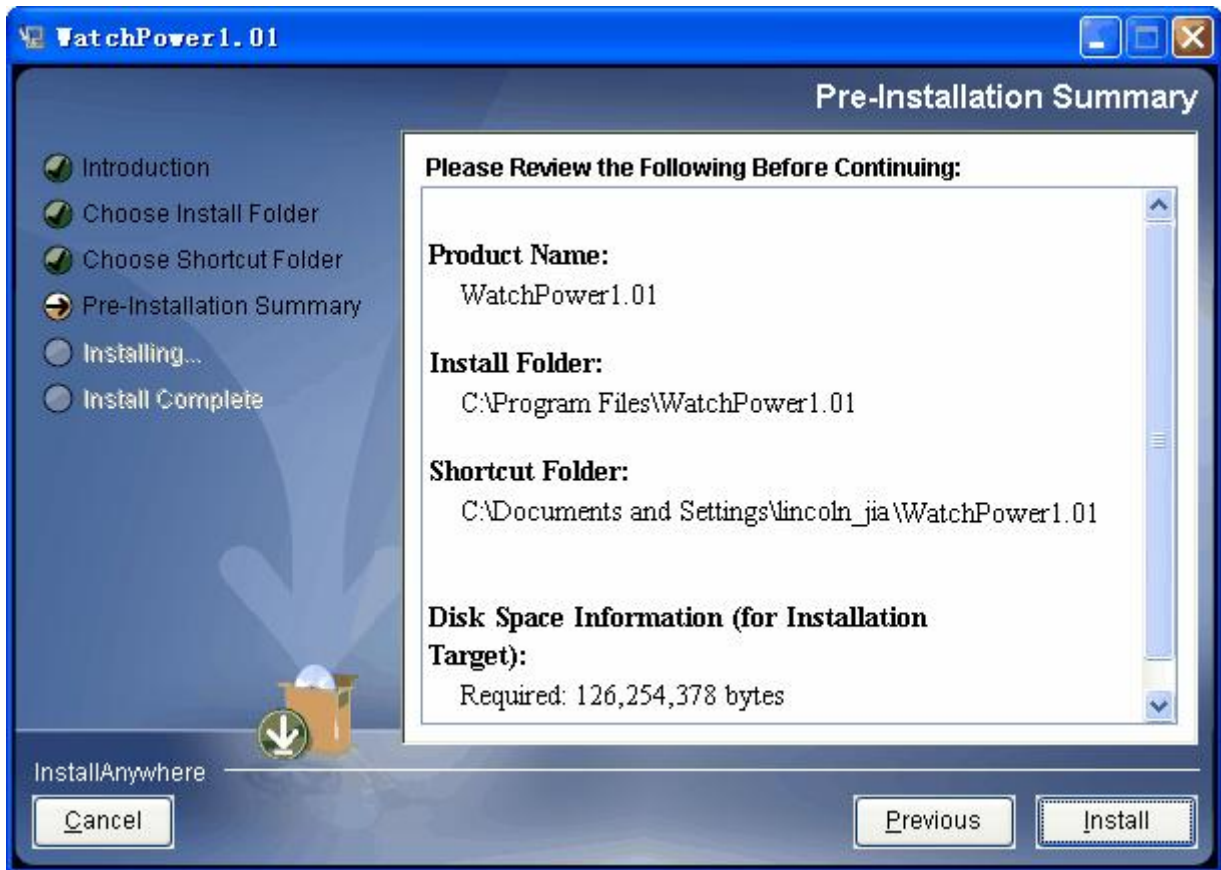 WatchPower1.01
Pre-Installation Summary
Introduction
Choose Install Folder
Choose Shortcut Folder
Pre-Installation Summary
Installing...
Install Complete
Please Review the Following Before Continuing:
Product Name:
WatchPower1.01
Install Folder:
C:\Program Files\WatchPower1.01
Shortcut Folder:
C:\Documents and Settings\lincoln_jia\WatchPower1.01
Disk Space Information (for Installation
Target):
Required: 126,254,378 bytes
InstallAnywhere
Cancel
Previous
Install